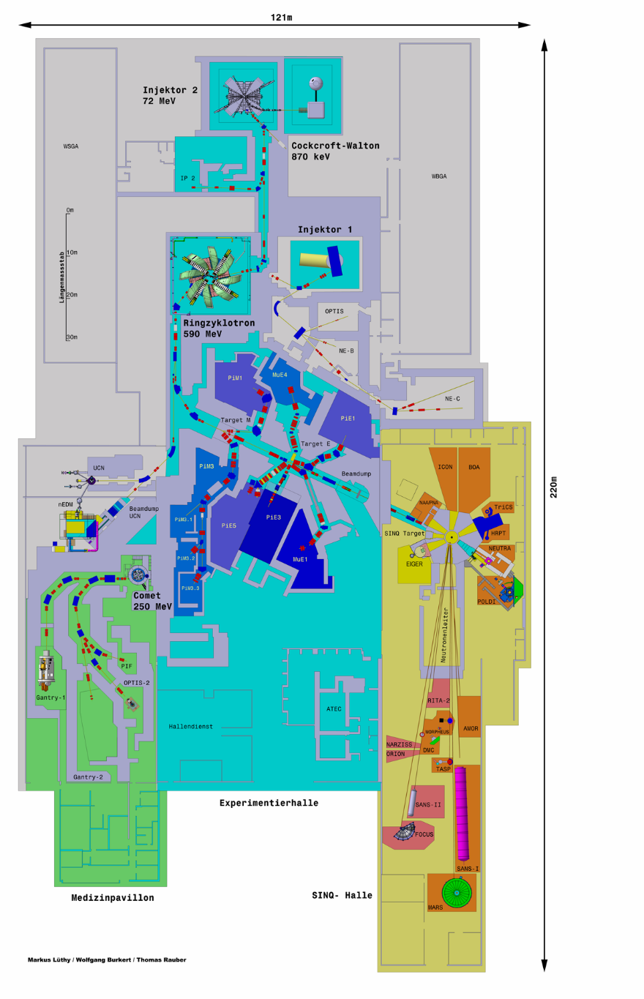 121m
Injektor 2
72 MeV
Cockcroft-Walton
870 keV
WSGA
IP 2
WBGA
0m
10m
20m
30m
Längenmassstab
Injektor 1
Ringzyklotron
590 MeV
OPTIS
NE-B
NE-C
PiM1
MuE4
PiE1
Target M
Target E
Beamdump
PiM3
PiM3.1
PiM3.2
PiM3.3
PiE5
PiE3
MuE1
UCN
nEDM
Beamdump
UCN
Comet
250 MeV
Gantry-1
PIF
OPTIS-2
Gantry-2
Hallendienst
ATEC
ICON
BOA
NAA/PNA
TriCS
HRPT
SINQ Target
NEUTRA
EIGER
POLDI
Neutronenleiter
RITA-2
MORPHEUS
AMOR
NARZISS
ORION
DMC
TASP
SANS-II
FOCUS
SANS-I
MARS
220m
Experimentierhalle
Medizinpavillon
SINQ- Halle
Markus Lüthy / Wolfgang Burkert / Thomas Rauber